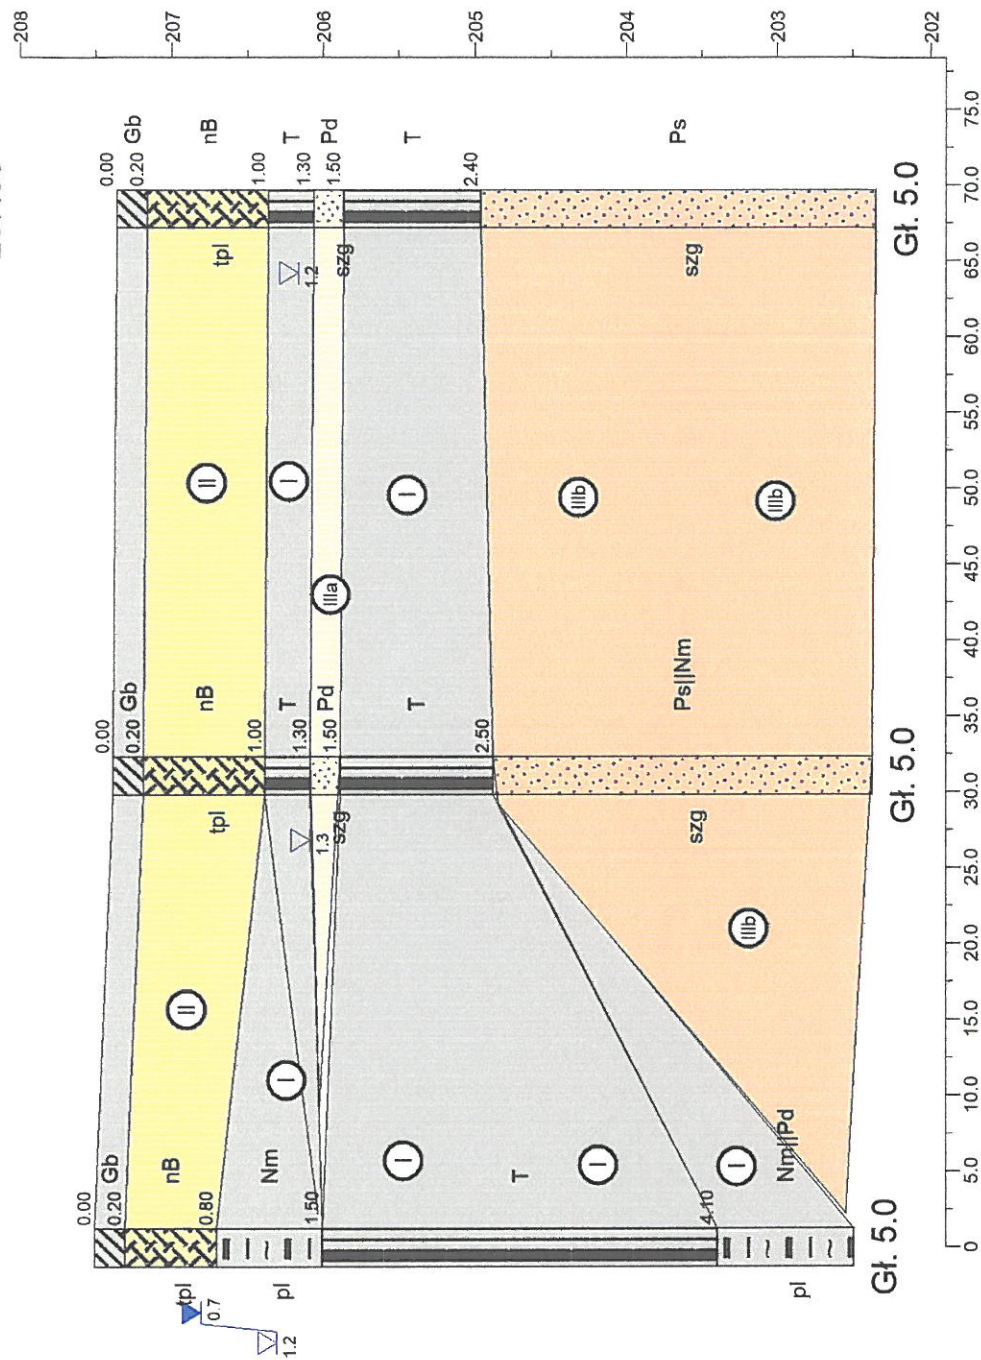 208
207
206
205
204
203
202
0.00
Gb
0.20
nB
0.80
Nm
1.50
T
4.10
Nm||Pd
Gł. 5.0
tpl
pl
pl
0.7
1.2
II
I
I
I
I
IIIb
0.00
Gb
0.20
nB
1.00
T
1.30
Pd
1.50
T
2.50
Ps||Nm
Gł. 5.0
tpl
1.3
szg
szg
II
I
IIIa
I
IIIb
IIIb
0.00
Gb
0.20
nB
1.00
T
1.30
Pd
1.50
T
2.40
Ps
Gł. 5.0
tpl
1.2
szg
szg
0
5.0
10.0
15.0
20.0
25.0
30.0
35.0
40.0
45.0
50.0
55.0
60.0
65.0
70.0
75.0